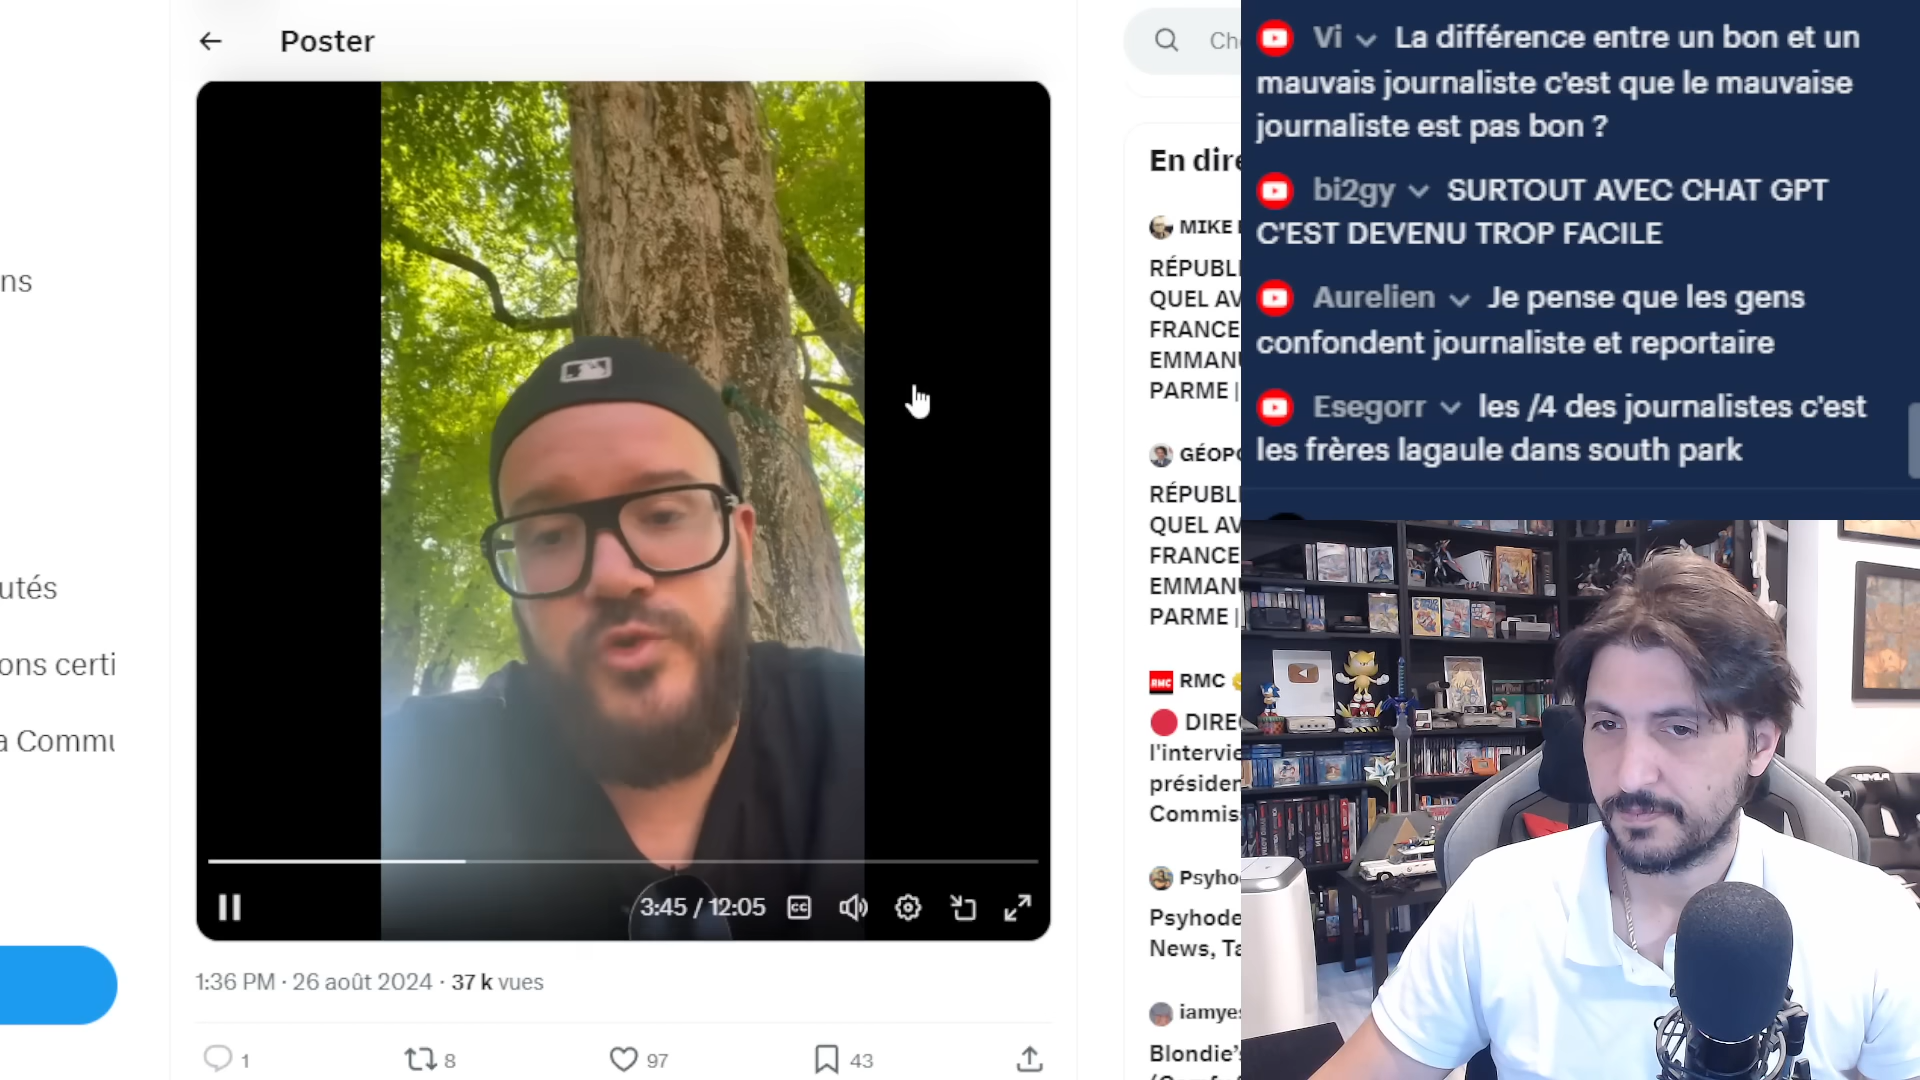 Poster
ns
utés
ons certi
a Commu
3:45 / 12:05
CC
1:36 PM · 26 août 2024 · 37 k vues
1
8
97
43
Ch
En dire
MIKE
RÉPUBL
QUEL AV
FRANCE
EMMANU
PARME |
GÉOPO
RÉPUBL
QUEL AV
FRANCE
EMMANU
PARME |
RMC
RMC
DIREC
l'intervie
présiden
Commis
Psyho
Psyhode
News, Ta
iamyes
Blondie's
Vi La différence entre un bon et un
mauvais journaliste c'est que le mauvaise
journaliste est pas bon ?
bi2gy SURTOUT AVEC CHAT GPT
C'EST DEVENU TROP FACILE
Aurelien Je pense que les gens
confondent journaliste et reportaire
Esegorr les /4 des journalistes c'est
les frères lagaule dans south park